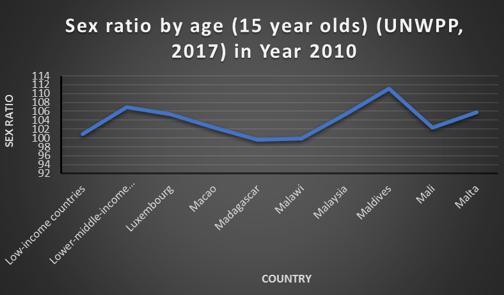 Sex ratio by age (15 year olds) (UNWPP,
2017) in Year 2010
SEX RATIO
114
112
110
108
106
104
102
100
98
96
94
92
Low-income countries
Lower-middle-income...
Luxembourg
Macao
Madagascar
Malawi
Malaysia
Maldives
Mali
Malta
COUNTRY